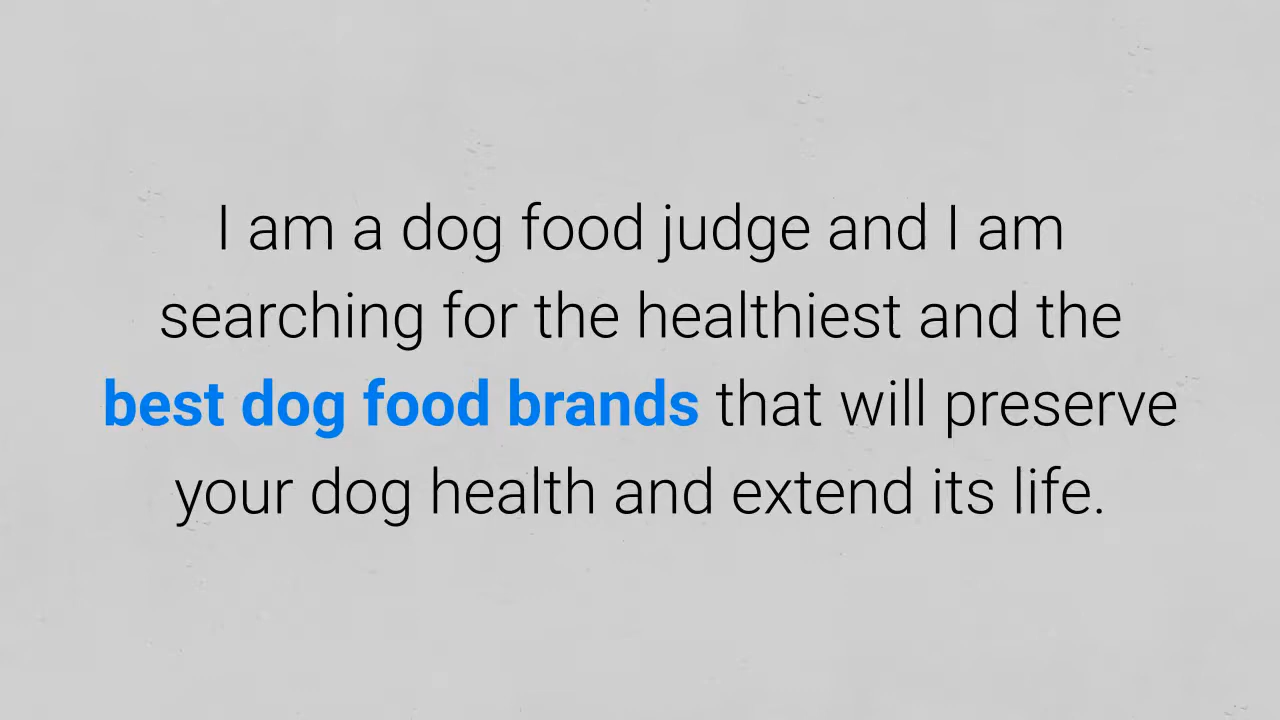 I am a dog food judge and I am
searching for the healthiest and the
best dog food brands that will preserve
your dog health and extend its life.